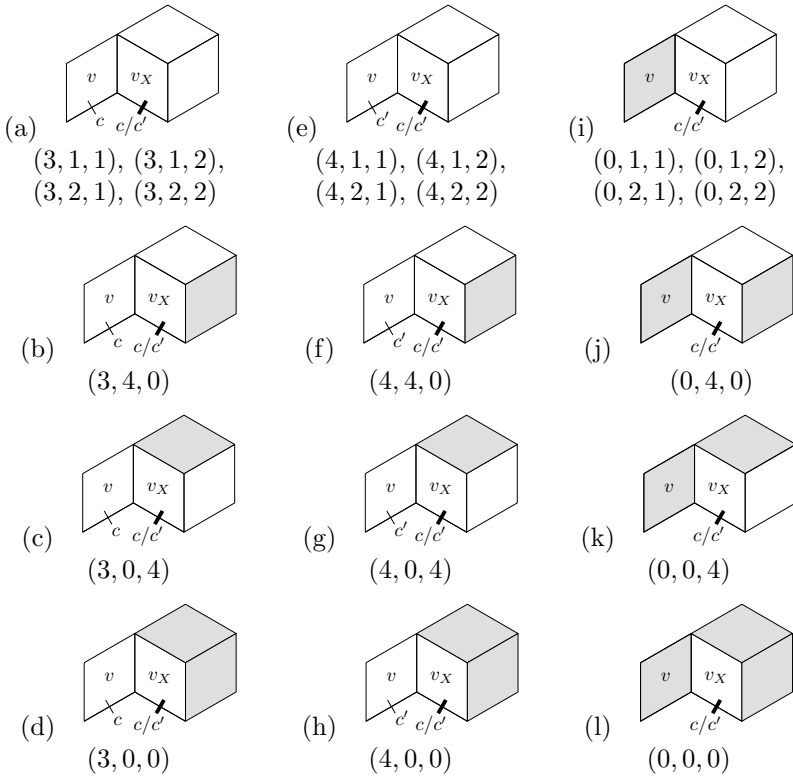 v v_X v v_X v v_X
c c/c′ c′ c/c′ c/c′
(a) (e) (i)
(3,1,1), (3,1,2), (4,1,1), (4,1,2), (0,1,1), (0,1,2),
(3,2,1), (3,2,2) (4,2,1), (4,2,2) (0,2,1), (0,2,2)
v v_X v v_X v v_X
(b) c c/c′ (f) c′ c/c′ (j) c/c′
(3,4,0) (4,4,0) (0,4,0)
v v_X v v_X v v_X
(c) c c/c′ (g) c′ c/c′ (k) c/c′
(3,0,4) (4,0,4) (0,0,4)
v v_X v v_X v v_X
(d) c c/c′ (h) c′ c/c′ (l) c/c′
(3,0,0) (4,0,0) (0,0,0)